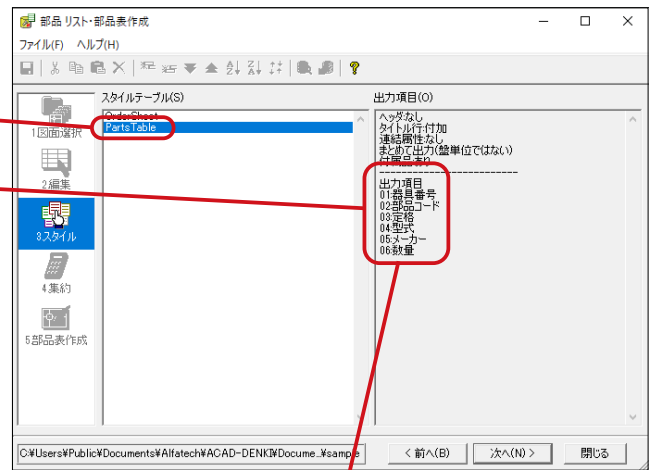 部品 リスト・部品表作成
ファイル(F) ヘルプ(H)
スタイルテーブル(S)
出力項目(O)
1図面選択
2編集
3スタイル
4集約
5部品表作成
OrderSheet
PartsTable
ヘッダなし
タイトル行:付加
連結属性:なし
まとめて出力(盤単位ではない)
付属品:あり
--------------------------
出力項目
01:器具番号
02:部品コード
03:定格
04:型式
05:メーカー
06:数量
C:¥Users¥Public¥Documents¥Alfatech¥ACAD-DENKI¥Docume...¥sample
< 前へ(B)
次へ(N) >
閉じる